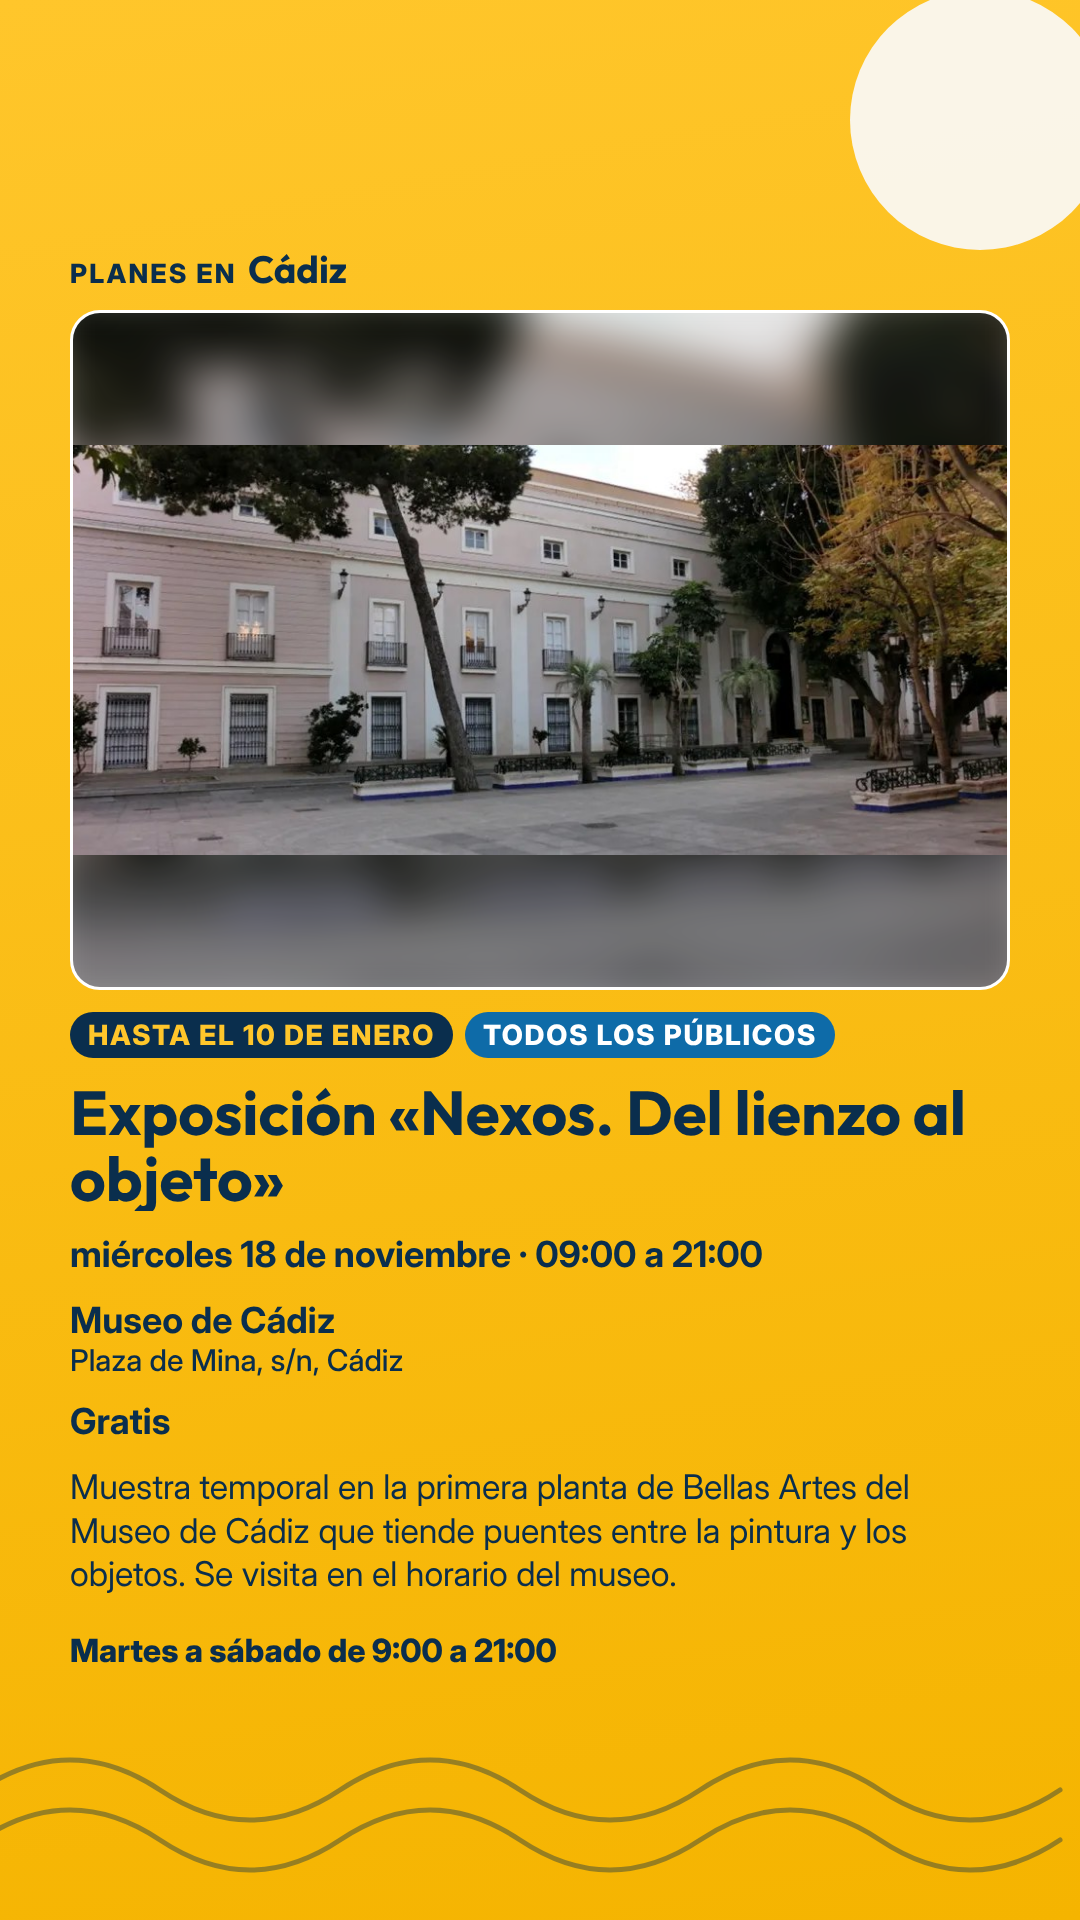 PLANES EN Cádiz
HASTA EL 10 DE ENERO
TODOS LOS PÚBLICOS
Exposición «Nexos. Del lienzo al
objeto»
miércoles 18 de noviembre · 09:00 a 21:00
Museo de Cádiz
Plaza de Mina, s/n, Cádiz
Gratis
Muestra temporal en la primera planta de Bellas Artes del
Museo de Cádiz que tiende puentes entre la pintura y los
objetos. Se visita en el horario del museo.
Martes a sábado de 9:00 a 21:00